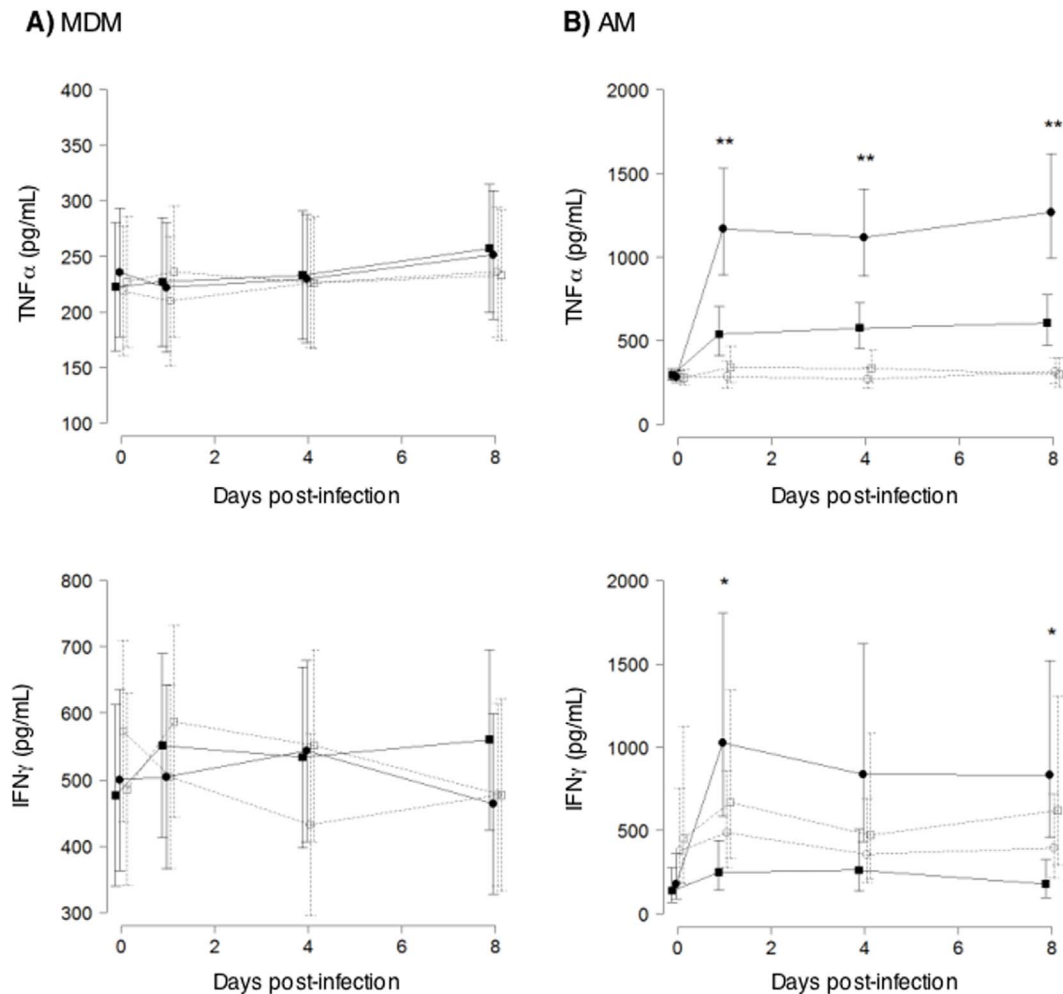 A) MDM
B) AM
400
350
300
250
200
150
100
TNFα (pg/mL)
0 2 4 6 8
Days post-infection
2000
1500
1000
500
0
TNFα (pg/mL)
** ** **
0 2 4 6 8
Days post-infection
800
700
600
500
400
300
IFNγ (pg/mL)
0 2 4 6 8
Days post-infection
2000
1500
1000
500
0
IFNγ (pg/mL)
* *
0 2 4 6 8
Days post-infection